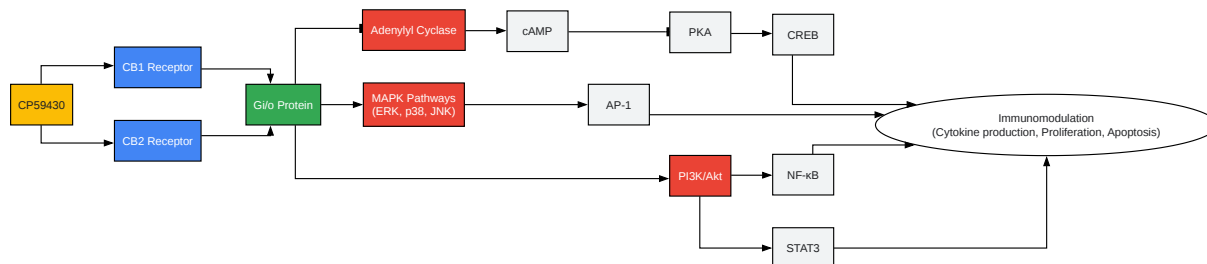 CP59430
CB1 Receptor
CB2 Receptor
Gi/o Protein
Adenylyl Cyclase
cAMP
PKA
CREB
MAPK Pathways
(ERK, p38, JNK)
AP-1
PI3K/Akt
NF-κB
STAT3
Immunomodulation
(Cytokine production, Proliferation, Apoptosis)